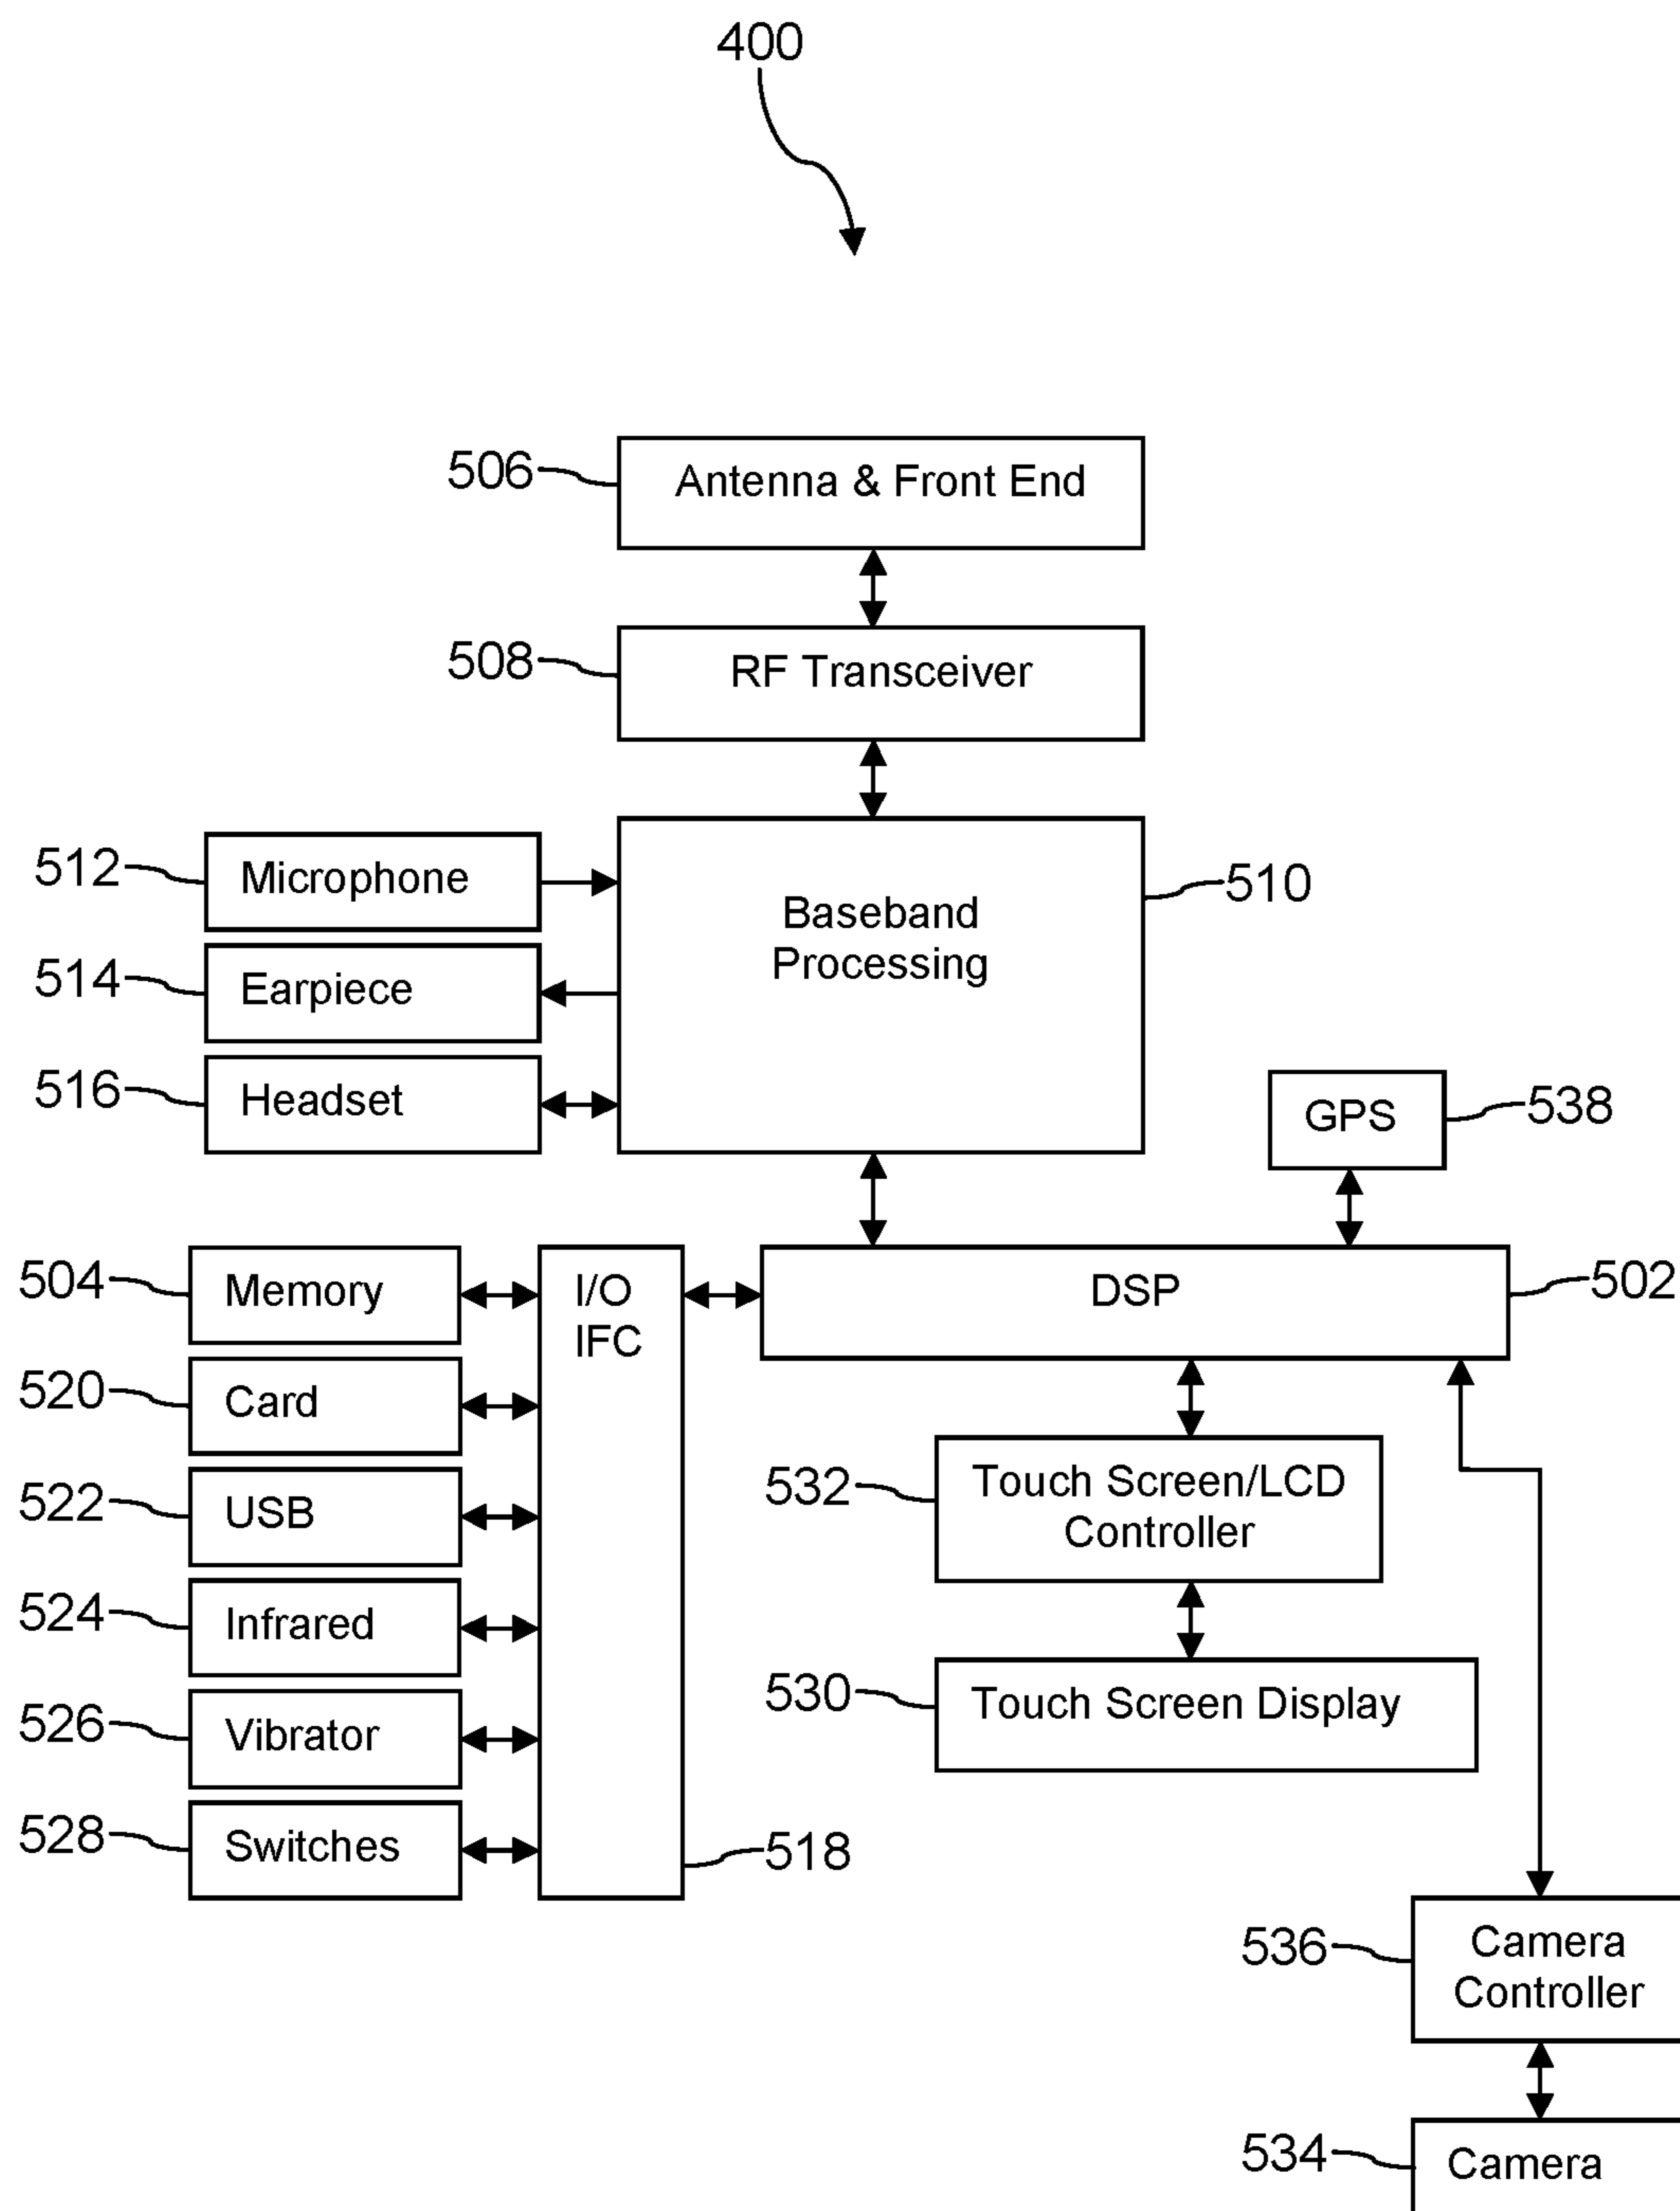 400
506
Antenna & Front End
508
RF Transceiver
512
Microphone
Baseband
Processing
510
514
Earpiece
516
Headset
GPS
538
504
Memory
I/O
IFC
DSP
502
520
Card
522
USB
532
Touch Screen/LCD
Controller
524
Infrared
526
Vibrator
530
Touch Screen Display
528
Switches
518
536
Camera
Controller
534
Camera